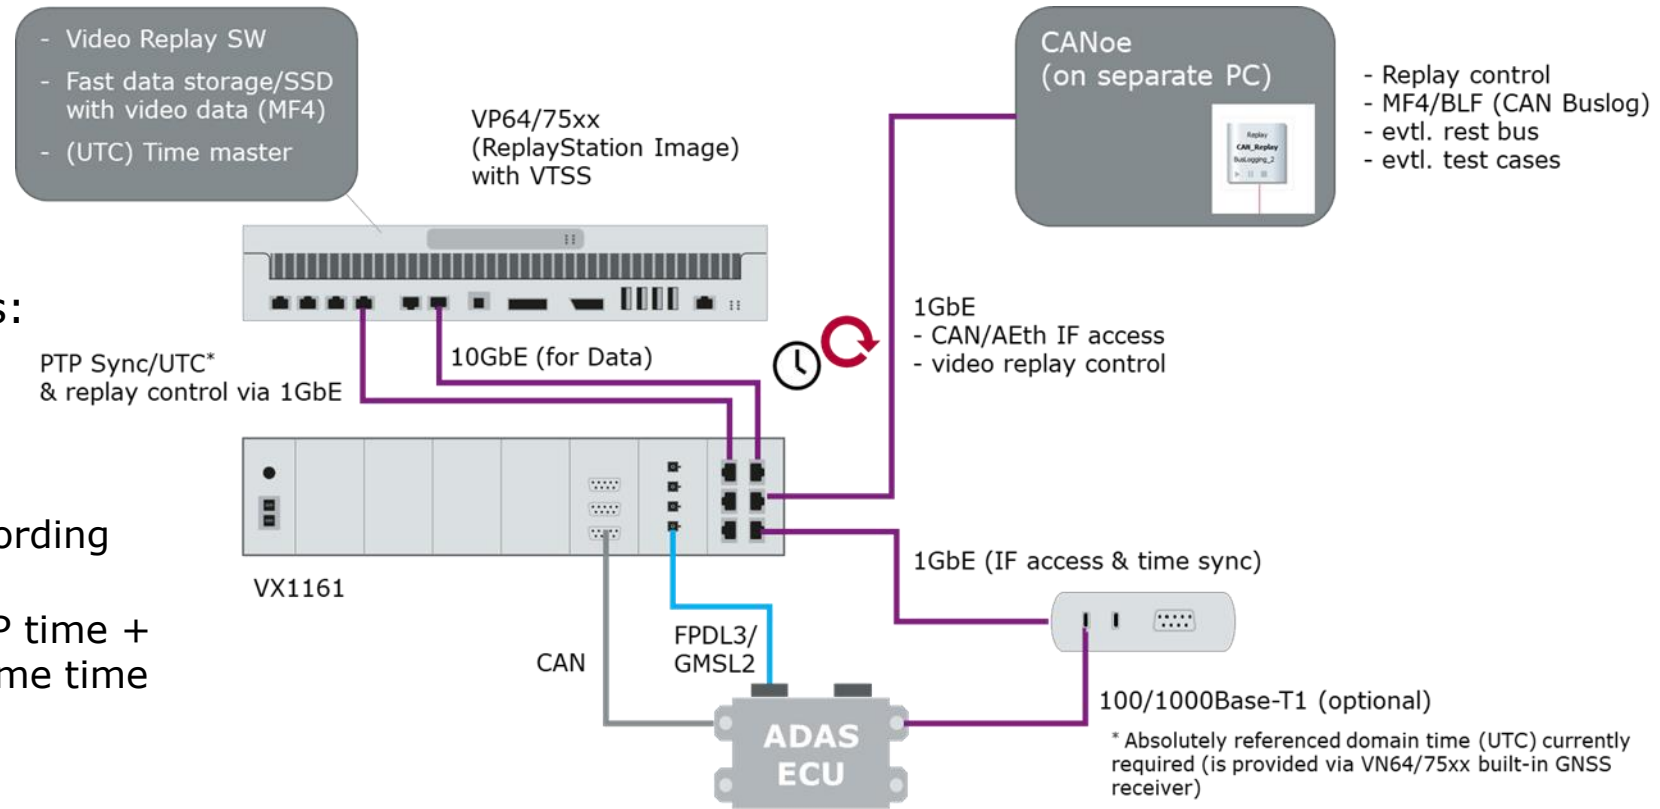 - Video Replay SW
- Fast data storage/SSD
with video data (MF4)
- (UTC) Time master
VP64/75xx
(ReplayStation Image)
with VTSS
CANoe
(on separate PC)
Replay
CAN_Replay
BusLogging_2
- Replay control
- MF4/BLF (CAN Buslog)
- evtl. rest bus
- evtl. test cases
s:
PTP Sync/UTC*
& replay control via 1GbE
10GbE (for Data)
1GbE
- CAN/AEth IF access
- video replay control
ording
P time +
me time
VX1161
1GbE (IF access & time sync)
CAN
FPDL3/
GMSL2
ADAS
ECU
100/1000Base-T1 (optional)
* Absolutely referenced domain time (UTC) currently
required (is provided via VN64/75xx built-in GNSS
receiver)